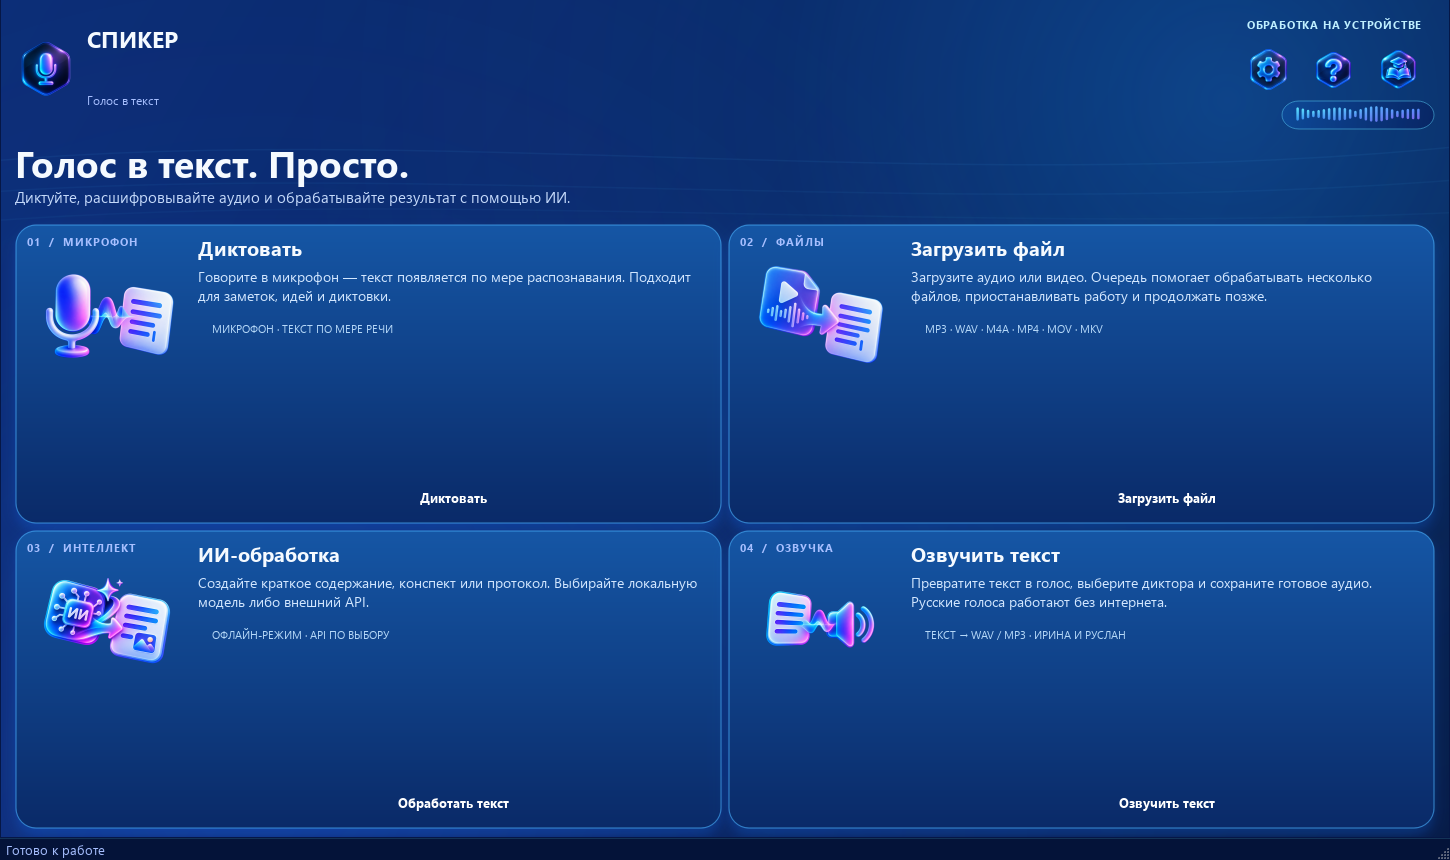 СПИКЕР
Голос в текст
ОБРАБОТКА НА УСТРОЙСТВЕ
Голос в текст. Просто.
Диктуйте, расшифровывайте аудио и обрабатывайте результат с помощью ИИ.
01 / МИКРОФОН
Диктовать
Говорите в микрофон — текст появляется по мере распознавания. Подходит
для заметок, идей и диктовки.
МИКРОФОН · ТЕКСТ ПО МЕРЕ РЕЧИ
Диктовать
02 / ФАЙЛЫ
Загрузить файл
Загрузите аудио или видео. Очередь помогает обрабатывать несколько
файлов, приостанавливать работу и продолжать позже.
MP3 · WAV · M4A · MP4 · MOV · MKV
Загрузить файл
03 / ИНТЕЛЛЕКТ
ИИ
ИИ-обработка
Создайте краткое содержание, конспект или протокол. Выбирайте локальную
модель либо внешний API.
ОФЛАЙН-РЕЖИМ · API ПО ВЫБОРУ
Обработать текст
04 / ОЗВУЧКА
Озвучить текст
Превратите текст в голос, выберите диктора и сохраните готовое аудио.
Русские голоса работают без интернета.
ТЕКСТ → WAV / MP3 · ИРИНА И РУСЛАН
Озвучить текст
Готово к работе